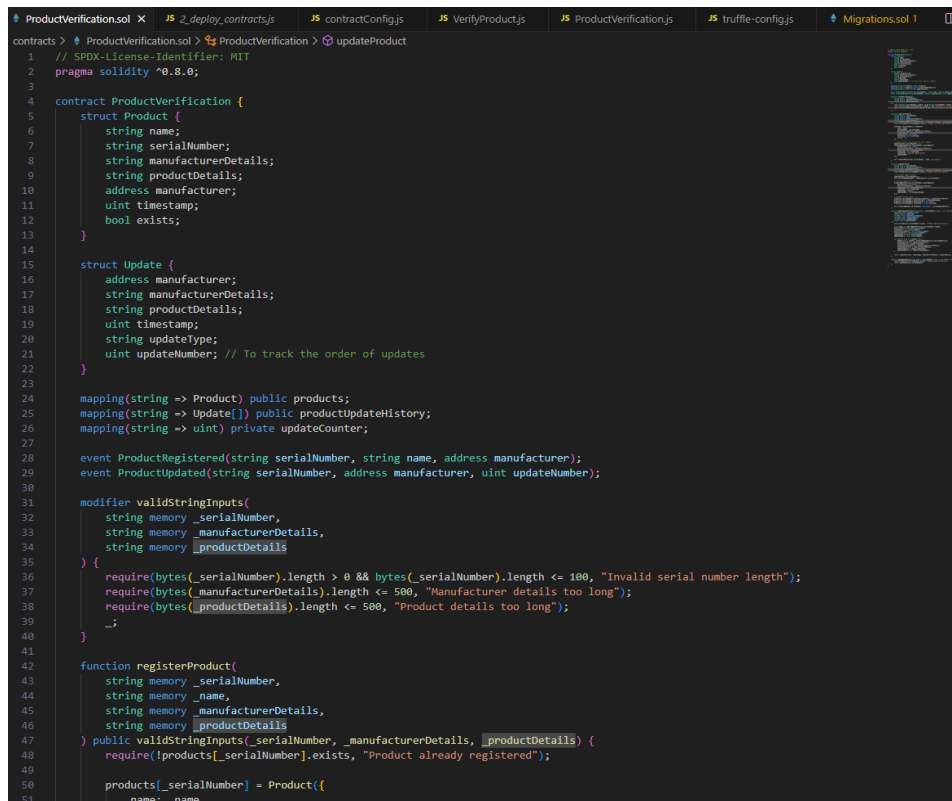 ProductVerification.sol X JS 2_deploy_contracts.js JS contractConfig.js JS VerifyProduct.js JS ProductVerification.js JS truffle-config.js Migrations.sol 1
contracts > ProductVerification.sol > ProductVerification > updateProduct
1 // SPDX-License-Identifier: MIT
2 pragma solidity ^0.8.0;
3
4 contract ProductVerification {
5 struct Product {
6 string name;
7 string serialNumber;
8 string manufacturerDetails;
9 string productDetails;
10 address manufacturer;
11 uint timestamp;
12 bool exists;
13 }
14
15 struct Update {
16 address manufacturer;
17 string manufacturerDetails;
18 string productDetails;
19 uint timestamp;
20 string updateType;
21 uint updateNumber; // To track the order of updates
22 }
23
24 mapping(string => Product) public products;
25 mapping(string => Update[]) public productUpdateHistory;
26 mapping(string => uint) private updateCounter;
27
28 event ProductRegistered(string serialNumber, string name, address manufacturer);
29 event ProductUpdated(string serialNumber, address manufacturer, uint updateNumber);
30
31 modifier validStringInputs(
32 string memory _serialNumber,
33 string memory _manufacturerDetails,
34 string memory _productDetails
35 ) {
36 require(bytes(_serialNumber).length > 0 && bytes(_serialNumber).length <= 100, "Invalid serial number length");
37 require(bytes(_manufacturerDetails).length <= 500, "Manufacturer details too long");
38 require(bytes(_productDetails).length <= 500, "Product details too long");
39 _;
40 }
41
42 function registerProduct(
43 string memory _serialNumber,
44 string memory _name,
45 string memory _manufacturerDetails,
46 string memory _productDetails
47 ) public validStringInputs(_serialNumber, _manufacturerDetails, _productDetails) {
48 require(!products[_serialNumber].exists, "Product already registered");
49
50 products[_serialNumber] = Product({
51 name: _name